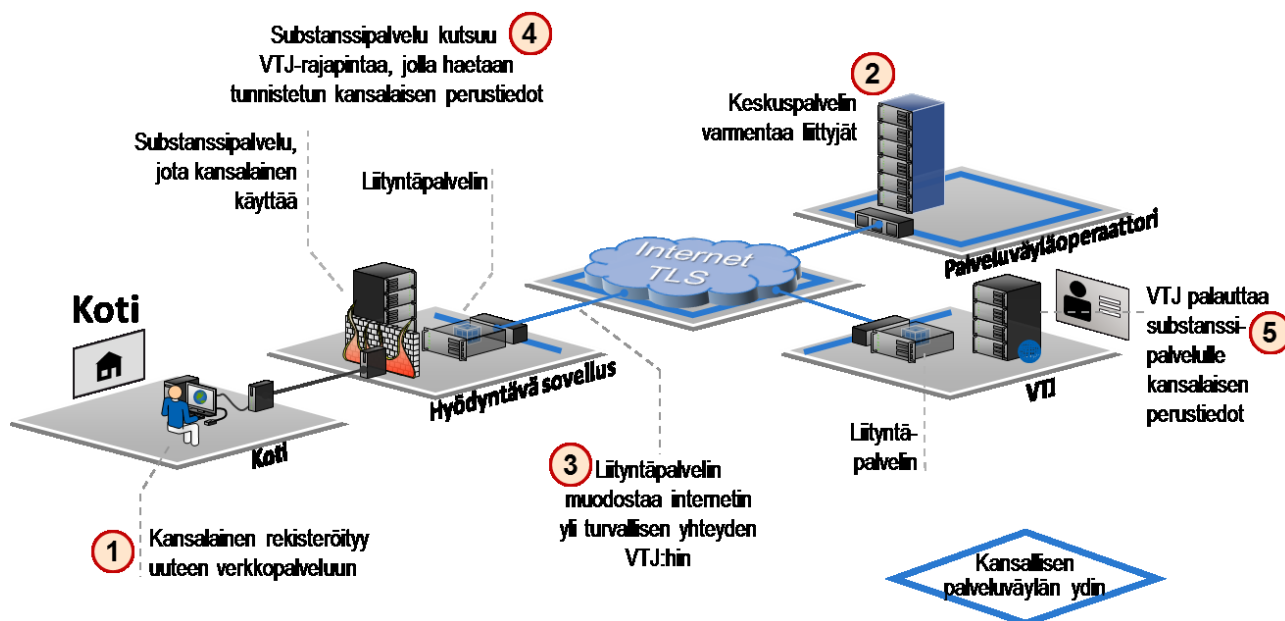 Substanssipalvelu kutsuu
VTJ-rajapintaa, jolla haetaan
tunnistetun kansalaisen perustiedot
4
2
Keskuspalvelin
varmentaa liittyjät
Substanssipalvelu,
jota kansalainen
käyttää
Liityntäpalvelin
Internet
TLS
Palveluväyläoperaattori
Koti
VTJ palauttaa
substanssi-
palvelulle
kansalaisen
perustiedot
5
Hyödyntävä sovellus
VTJ
Koti
Liityntä-
palvelin
3
Liityntäpalvelin
muodostaa internetin
yli turvallisen yhteyden
VTJ:hin
1
Kansalainen rekisteröityy
uuteen verkkopalveluun
Kansallisen
palveluväylän ydin